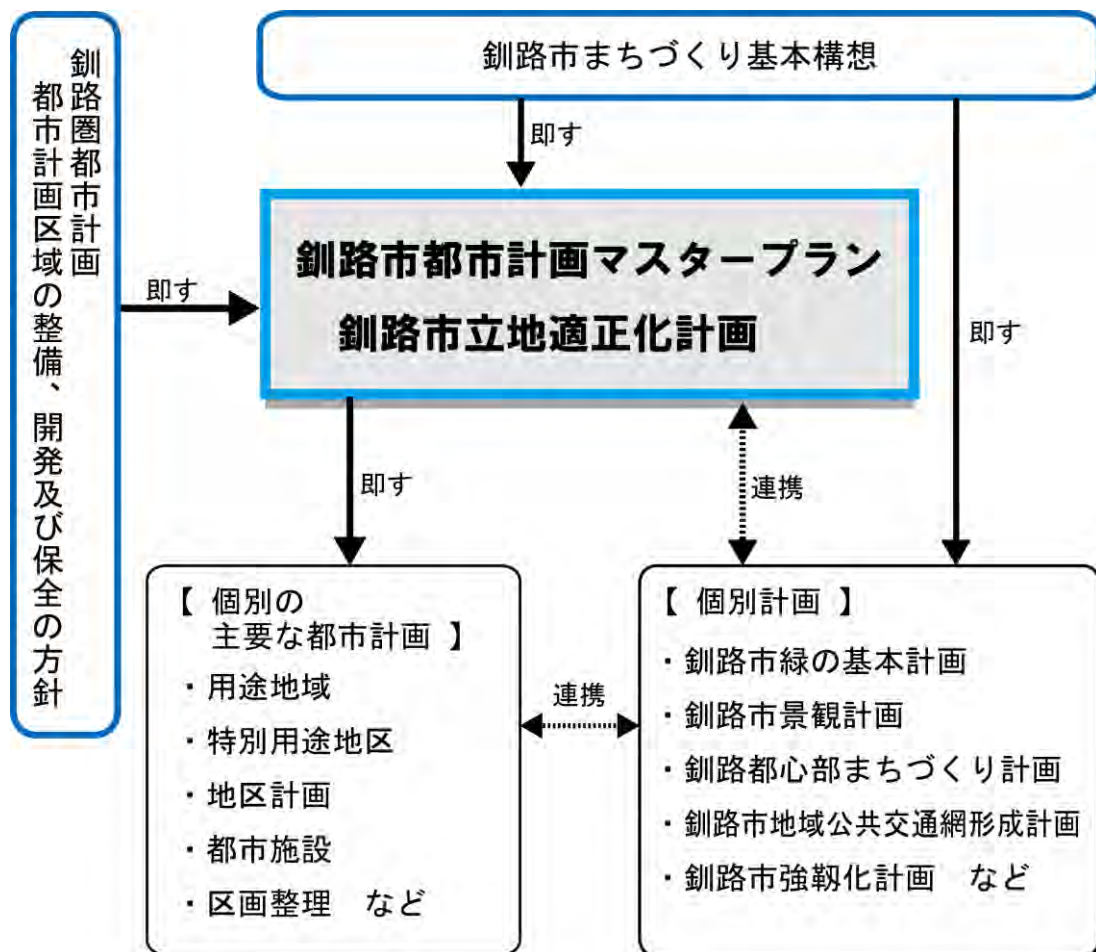 釧路圏都市計画
都市計画区域の整備、開発及び保全の方針
釧路市まちづくり基本構想
即す
即す
釧路市都市計画マスタープラン
釧路市立地適正化計画
即す
即す
連携
【 個別の
主要な都市計画 】
・用途地域
・特別用途地区
・地区計画
・都市施設
・区画整理　など
連携
【 個別計画 】
・釧路市緑の基本計画
・釧路市景観計画
・釧路都心部まちづくり計画
・釧路市地域公共交通網形成計画
・釧路市強靱化計画　など